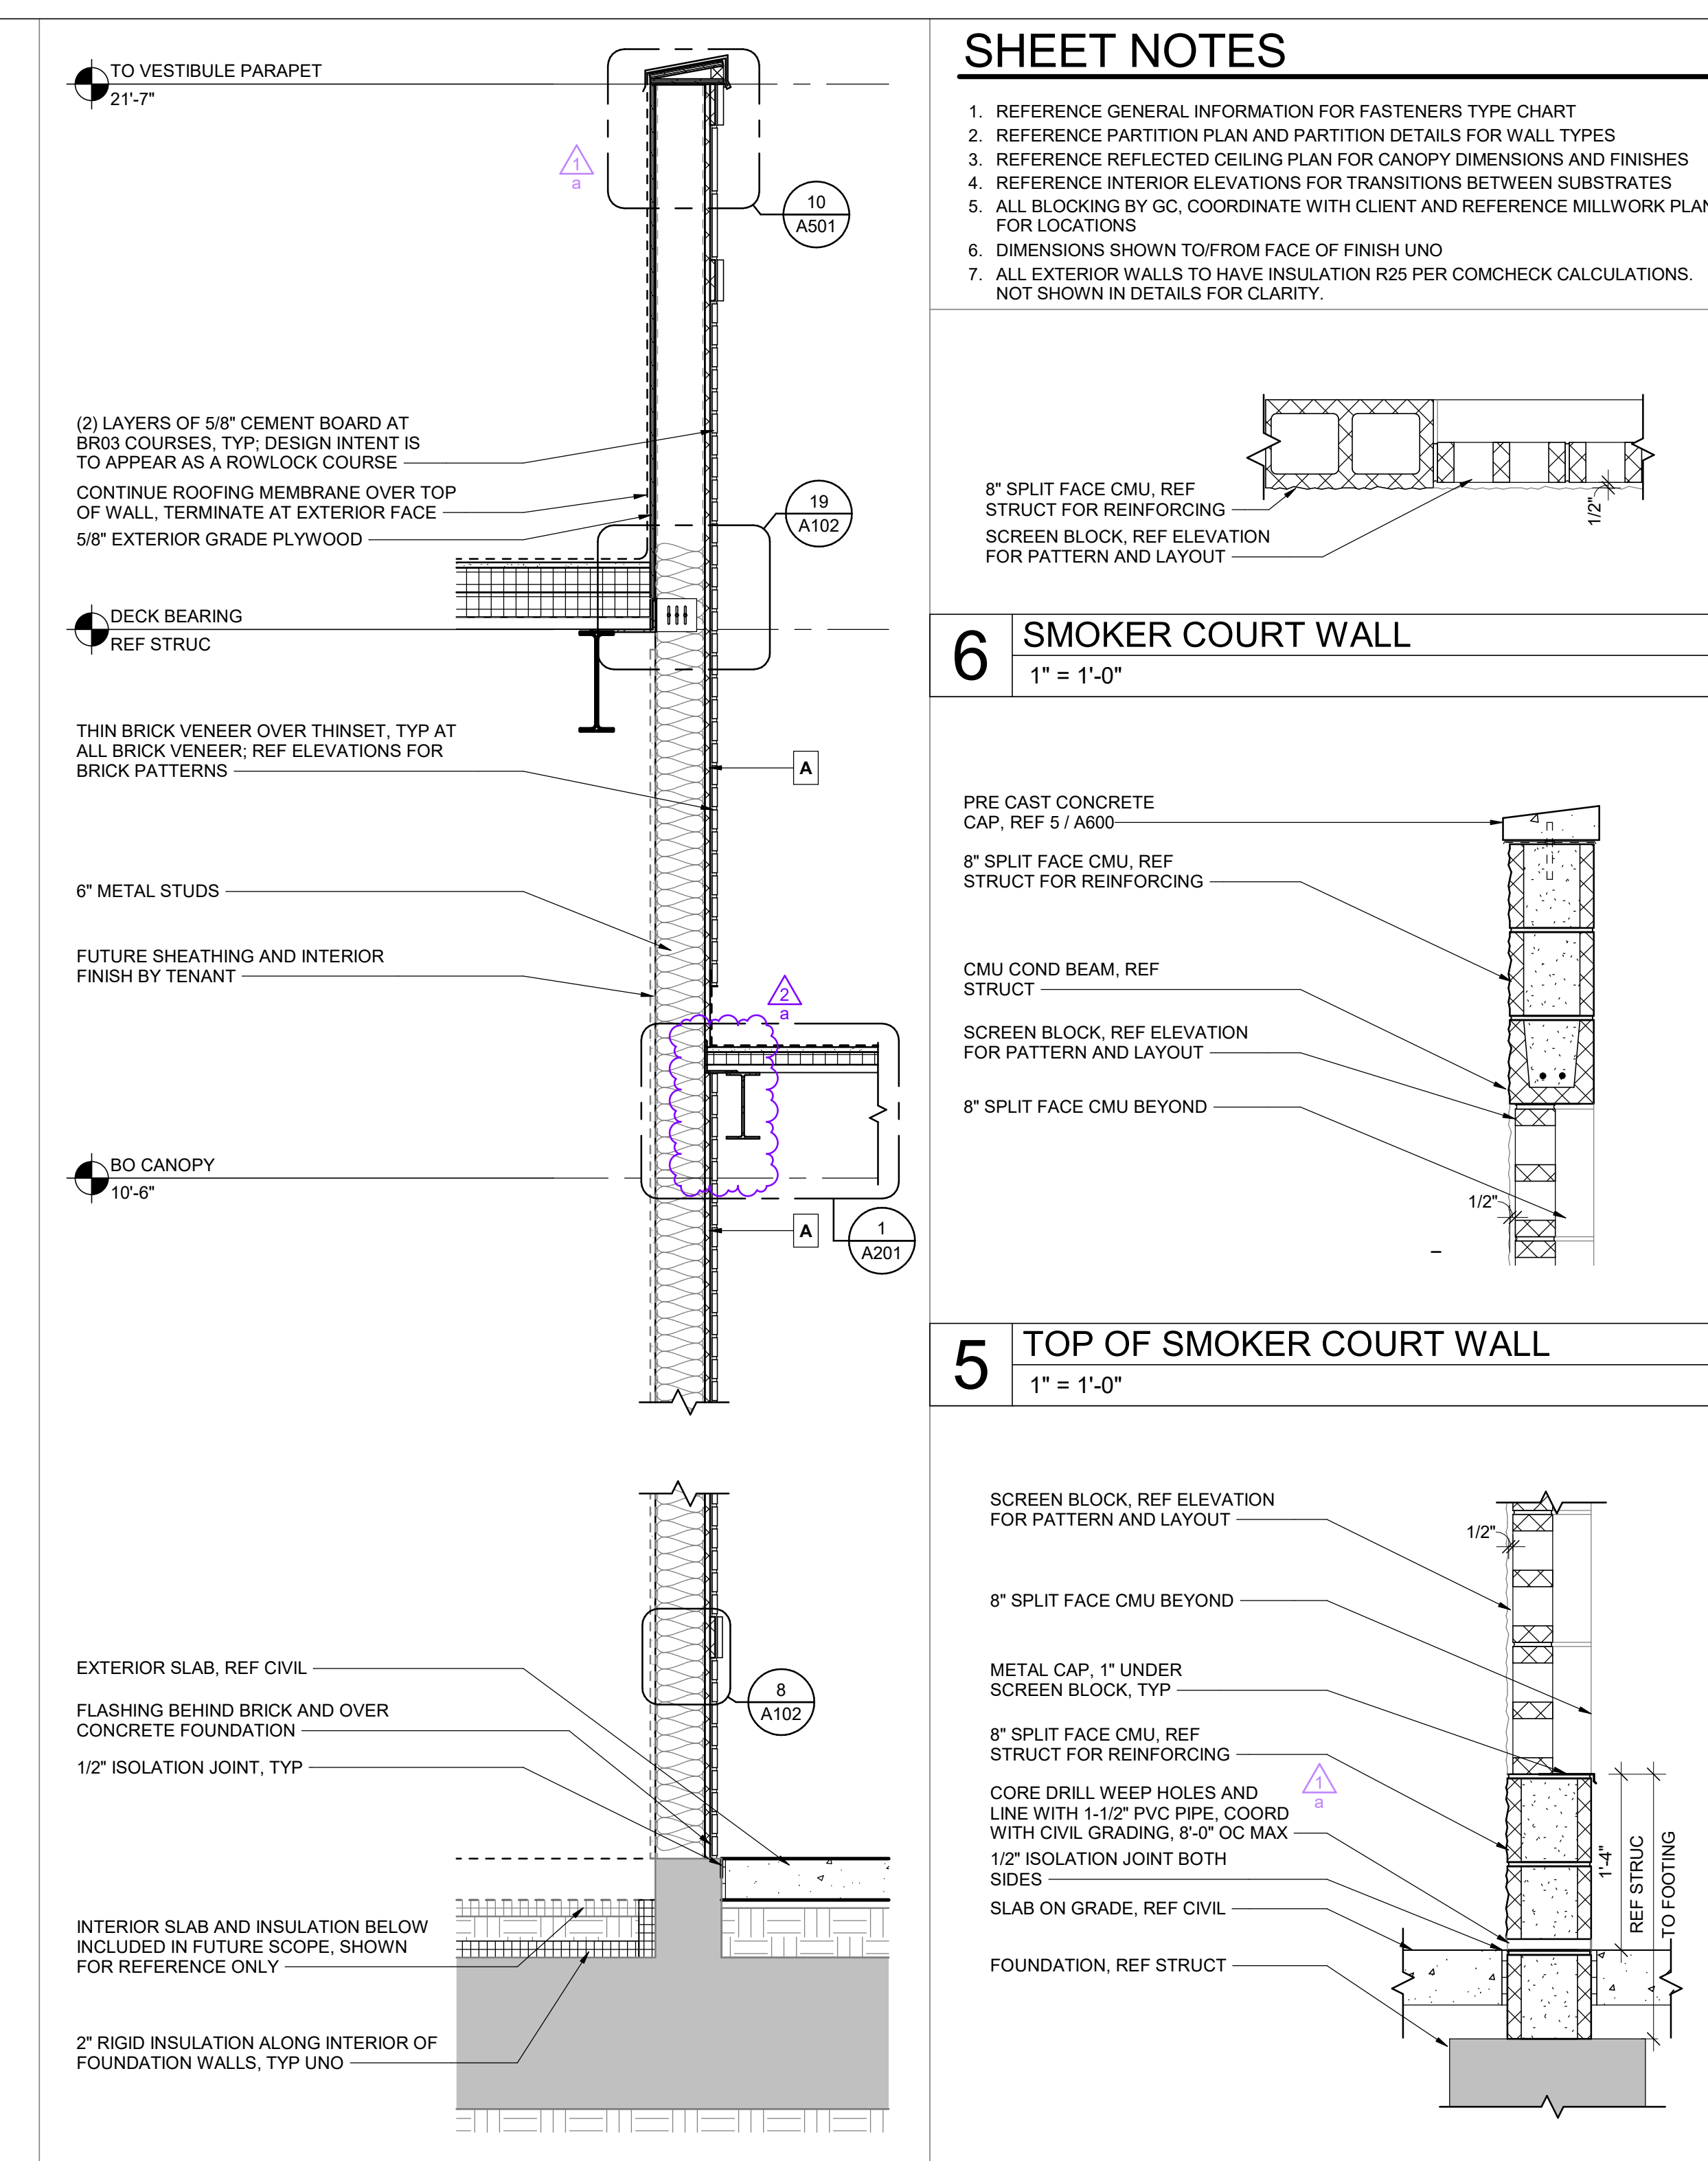 TO VESTIBULE PARAPET
21'-7"
1
a
10
A501
(2) LAYERS OF 5/8" CEMENT BOARD AT
BR03 COURSES, TYP; DESIGN INTENT IS
TO APPEAR AS A ROWLOCK COURSE
CONTINUE ROOFING MEMBRANE OVER TOP
OF WALL, TERMINATE AT EXTERIOR FACE
5/8" EXTERIOR GRADE PLYWOOD
19
A102
DECK BEARING
REF STRUC
THIN BRICK VENEER OVER THINSET, TYP AT
ALL BRICK VENEER; REF ELEVATIONS FOR
BRICK PATTERNS
A
6" METAL STUDS
FUTURE SHEATHING AND INTERIOR
FINISH BY TENANT
2
a
BO CANOPY
10'-6"
A
1
A201
EXTERIOR SLAB, REF CIVIL
FLASHING BEHIND BRICK AND OVER
CONCRETE FOUNDATION
1/2" ISOLATION JOINT, TYP
8
A102
INTERIOR SLAB AND INSULATION BELOW
INCLUDED IN FUTURE SCOPE, SHOWN
FOR REFERENCE ONLY
2" RIGID INSULATION ALONG INTERIOR OF
FOUNDATION WALLS, TYP UNO
SHEET NOTES
1. REFERENCE GENERAL INFORMATION FOR FASTENERS TYPE CHART
2. REFERENCE PARTITION PLAN AND PARTITION DETAILS FOR WALL TYPES
3. REFERENCE REFLECTED CEILING PLAN FOR CANOPY DIMENSIONS AND FINISHES
4. REFERENCE INTERIOR ELEVATIONS FOR TRANSITIONS BETWEEN SUBSTRATES
5. ALL BLOCKING BY GC, COORDINATE WITH CLIENT AND REFERENCE MILLWORK PLAN
FOR LOCATIONS
6. DIMENSIONS SHOWN TO/FROM FACE OF FINISH UNO
7. ALL EXTERIOR WALLS TO HAVE INSULATION R25 PER COMCHECK CALCULATIONS.
NOT SHOWN IN DETAILS FOR CLARITY.
8" SPLIT FACE CMU, REF
STRUCT FOR REINFORCING
SCREEN BLOCK, REF ELEVATION
FOR PATTERN AND LAYOUT
1/2"
6
SMOKER COURT WALL
1" = 1'-0"
PRE CAST CONCRETE
CAP, REF 5 / A600
8" SPLIT FACE CMU, REF
STRUCT FOR REINFORCING
CMU COND BEAM, REF
STRUCT
SCREEN BLOCK, REF ELEVATION
FOR PATTERN AND LAYOUT
8" SPLIT FACE CMU BEYOND
1/2"
5
TOP OF SMOKER COURT WALL
1" = 1'-0"
SCREEN BLOCK, REF ELEVATION
FOR PATTERN AND LAYOUT
1/2"
8" SPLIT FACE CMU BEYOND
METAL CAP, 1" UNDER
SCREEN BLOCK, TYP
8" SPLIT FACE CMU, REF
STRUCT FOR REINFORCING
1
a
CORE DRILL WEEP HOLES AND
LINE WITH 1-1/2" PVC PIPE, COORD
WITH CIVIL GRADING, 8'-0" OC MAX
1/2" ISOLATION JOINT BOTH
SIDES
SLAB ON GRADE, REF CIVIL
FOUNDATION, REF STRUCT
1'-4"
REF STRUC
TO FOOTING